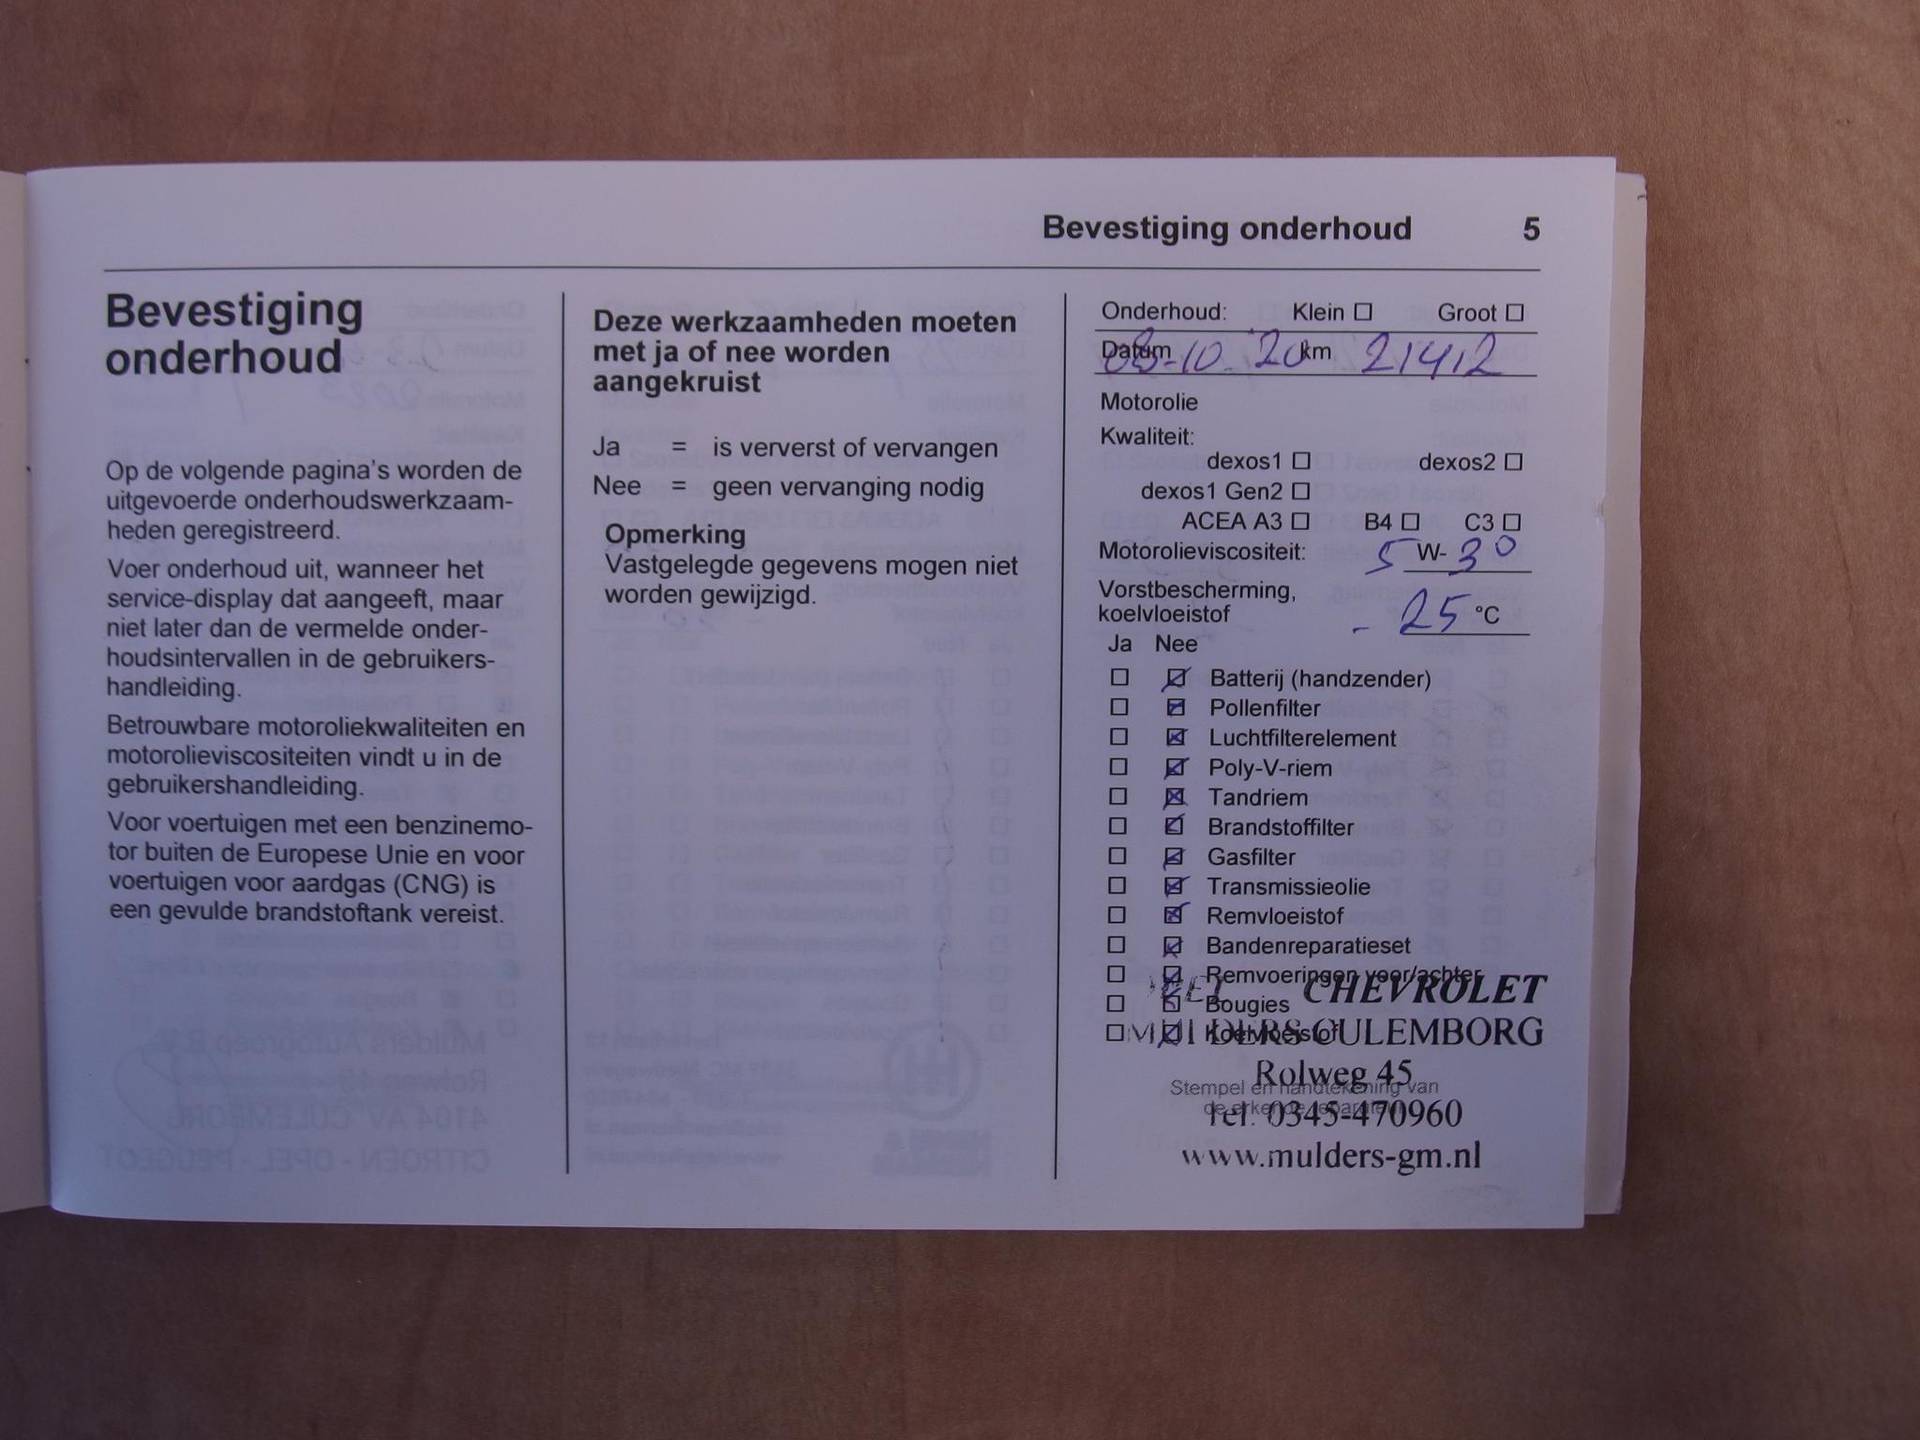 Bevestiging onderhoud 5
Bevestiging
onderhoud
Op de volgende pagina's worden de
uitgevoerde onderhoudswerkzaam-
heden geregistreerd.
Voer onderhoud uit, wanneer het
service-display dat aangeeft, maar
niet later dan de vermelde onder-
houdsintervallen in de gebruikers-
handleiding.
Betrouwbare motoroliekwaliteiten en
motorolieviscositeiten vindt u in de
gebruikershandleiding.
Voor voertuigen met een benzinemo-
tor buiten de Europese Unie en voor
voertuigen voor aardgas (CNG) is
een gevulde brandstoftank vereist.
Deze werkzaamheden moeten
met ja of nee worden
aangekruist
Ja = is ververst of vervangen
Nee = geen vervanging nodig
Opmerking
Vastgelegde gegevens mogen niet
worden gewijzigd.
Onderhoud: Klein Groot
Datum 08-10-'20 km 21412
Motorolie
Kwaliteit:
dexos1 dexos2
dexos1 Gen2
ACEA A3 B4 C3
Motorolieviscositeit: 5 W- 30
Vorstbescherming,
koelvloeistof - 25 °C
Ja Nee
Batterij (handzender)
Pollenfilter
Luchtfilterelement
Poly-V-riem
Tandriem
Brandstoffilter
Gasfilter
Transmissieolie
Remvloeistof
Bandenreparatieset
Remvoeringen voor/achter
CHEVROLET
Bougies
Koelvloeistof
MULDERS CULEMBORG
Rolweg 45
Stempel en handtekening van
de erkende reparateur
Tel. 0345-470960
www.mulders-gm.nl